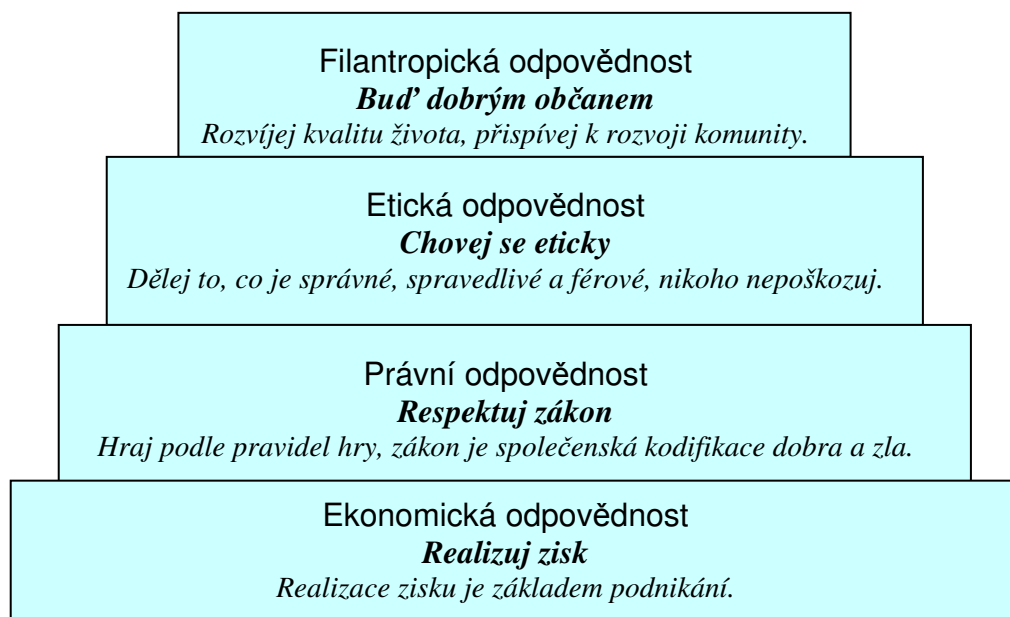 Filantropická odpovědnost
Buď dobrým občanem
Rozvíjej kvalitu života, přispívej k rozvoji komunity.
Etická odpovědnost
Chovej se eticky
Dělej to, co je správné, spravedlivé a férové, nikoho nepoškozuj.
Právní odpovědnost
Respektuj zákon
Hraj podle pravidel hry, zákon je společenská kodifikace dobra a zla.
Ekonomická odpovědnost
Realizuj zisk
Realizace zisku je základem podnikání.